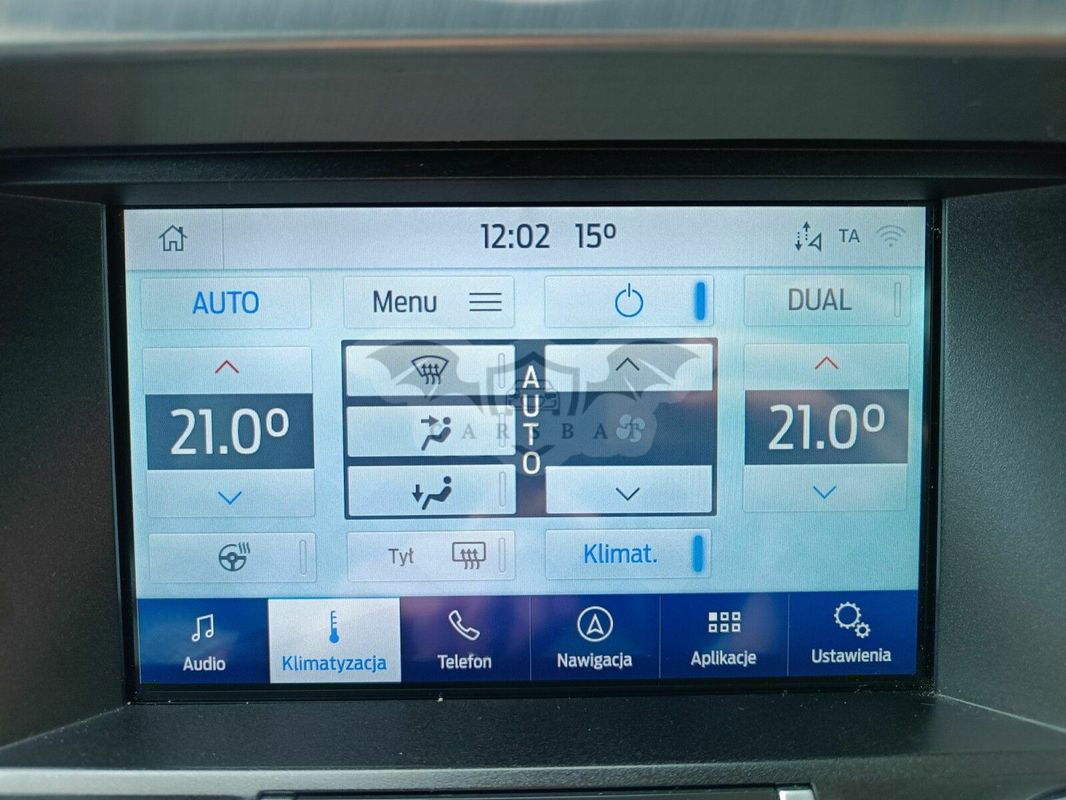 12:02 15º TA
AUTO Menu DUAL
21.0º
21.0º
AUTO
CARSBAT
Tył Klimat.
Audio Klimatyzacja Telefon Nawigacja Aplikacje Ustawienia